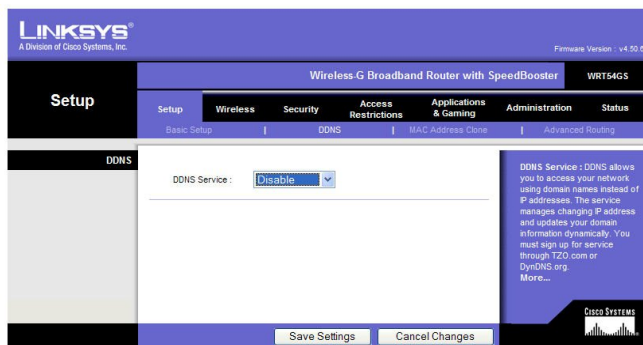 LINKSYS®
A Division of Cisco Systems, Inc.
Firmware Version : v4.50.6
Wireless-G Broadband Router with SpeedBooster
WRT54GS
Setup
Setup
Wireless
Security
Access
Restrictions
Applications
& Gaming
Administration
Status
Basic Setup | DDNS | MAC Address Clone | Advanced Routing
DDNS
DDNS Service :
Disable
DDNS Service : DDNS allows
you to access your network
using domain names instead of
IP addresses. The service
manages changing IP address
and updates your domain
information dynamically. You
must sign up for service
through TZO.com or
DynDNS.org.
More...
Save Settings
Cancel Changes
CISCO SYSTEMS